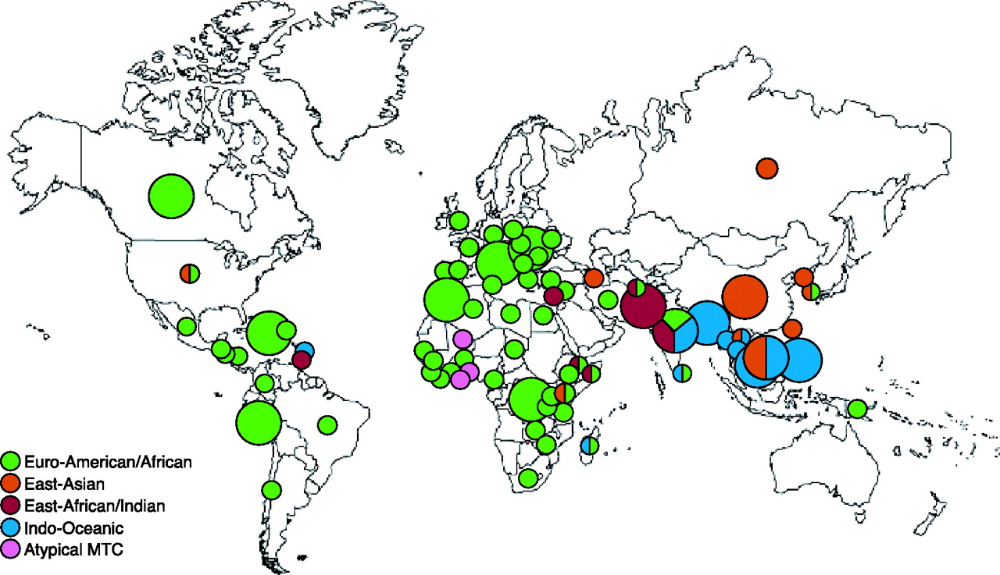 Euro-American/African
East-Asian
East-African/Indian
Indo-Oceanic
Atypical MTC